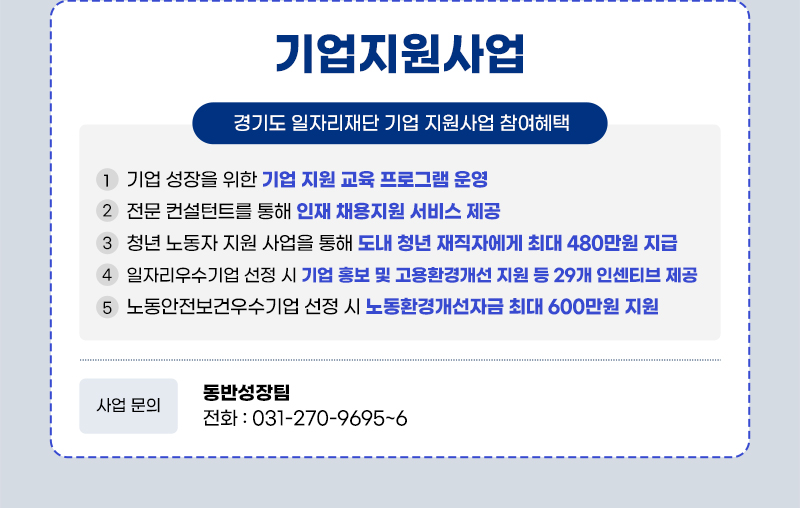 기업지원사업
경기도 일자리재단 기업 지원사업 참여혜택
1 기업 성장을 위한 기업 지원 교육 프로그램 운영
2 전문 컨설턴트를 통해 인재 채용지원 서비스 제공
3 청년 노동자 지원 사업을 통해 도내 청년 재직자에게 최대 480만원 지급
4 일자리우수기업 선정 시 기업 홍보 및 고용환경개선 지원 등 29개 인센티브 제공
5 노동안전보건우수기업 선정 시 노동환경개선자금 최대 600만원 지원
사업 문의
동반성장팀
전화 : 031-270-9695~6